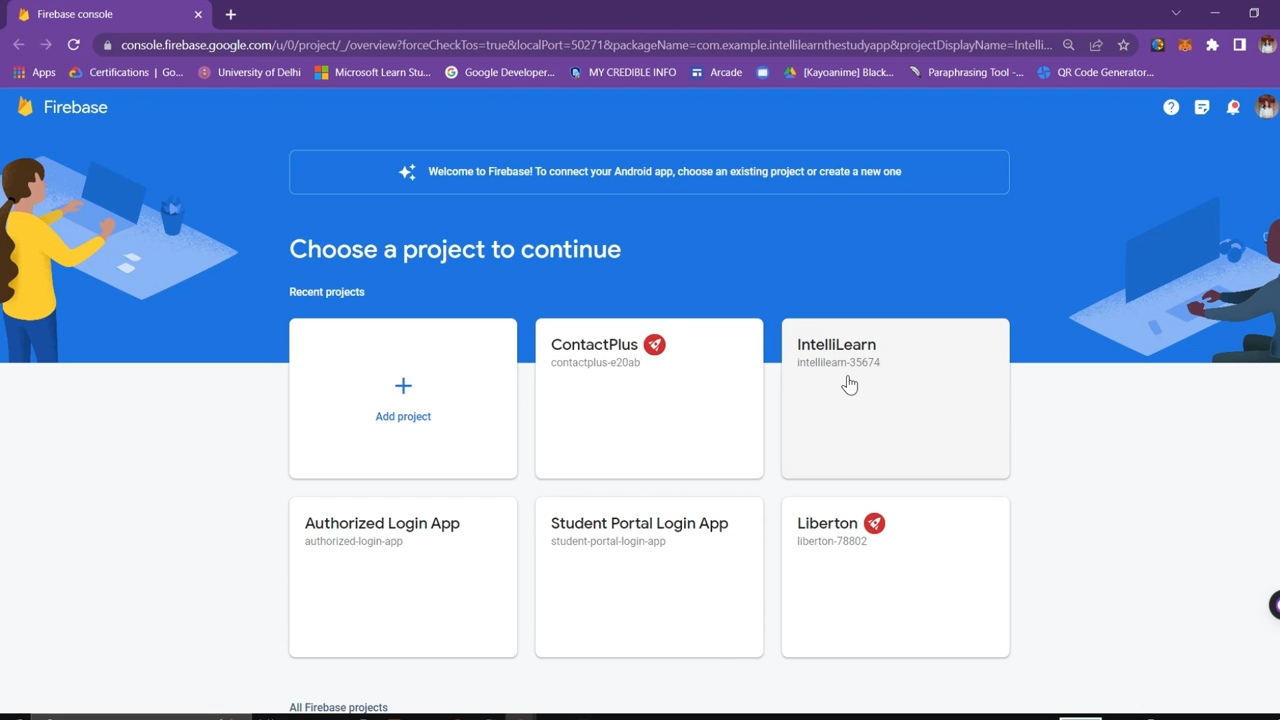 Firebase console
console.firebase.google.com/u/0/project/_/overview?forceCheckTos=true&localPort=50271&packageName=com.example.intellilearnthestudyapp&projectDisplayName=Intelli...
Apps
Certifications | Go...
University of Delhi
Microsoft Learn Stu...
Google Developer...
MY CREDIBLE INFO
Arcade
[Kayoanime] Black...
Paraphrasing Tool -...
QR Code Generator...
Firebase
Welcome to Firebase! To connect your Android app, choose an existing project or create a new one
Choose a project to continue
Recent projects
Add project
ContactPlus
contactplus-e20ab
IntelliLearn
intellilearn-35674
Authorized Login App
authorized-login-app
Student Portal Login App
student-portal-login-app
Liberton
liberton-78802
All Firebase projects